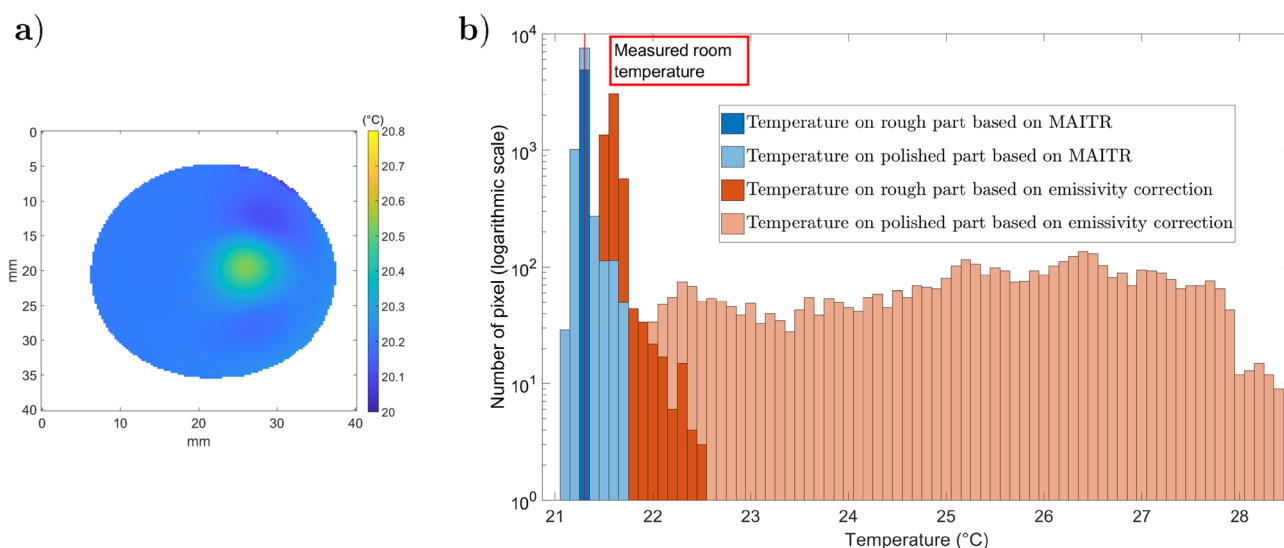 a)
(°C)
0
5
10
15
20
25
30
35
40
mm
0
10
20
30
40
mm
20.8
20.7
20.6
20.5
20.4
20.3
20.2
20.1
20
b)
10^4
10^3
10^2
10^1
10^0
Number of pixel (logarithmic scale)
Measured room
temperature
Temperature on rough part based on MAITR
Temperature on polished part based on MAITR
Temperature on rough part based on emissivity correction
Temperature on polished part based on emissivity correction
21
22
23
24
25
26
27
28
Temperature (°C)